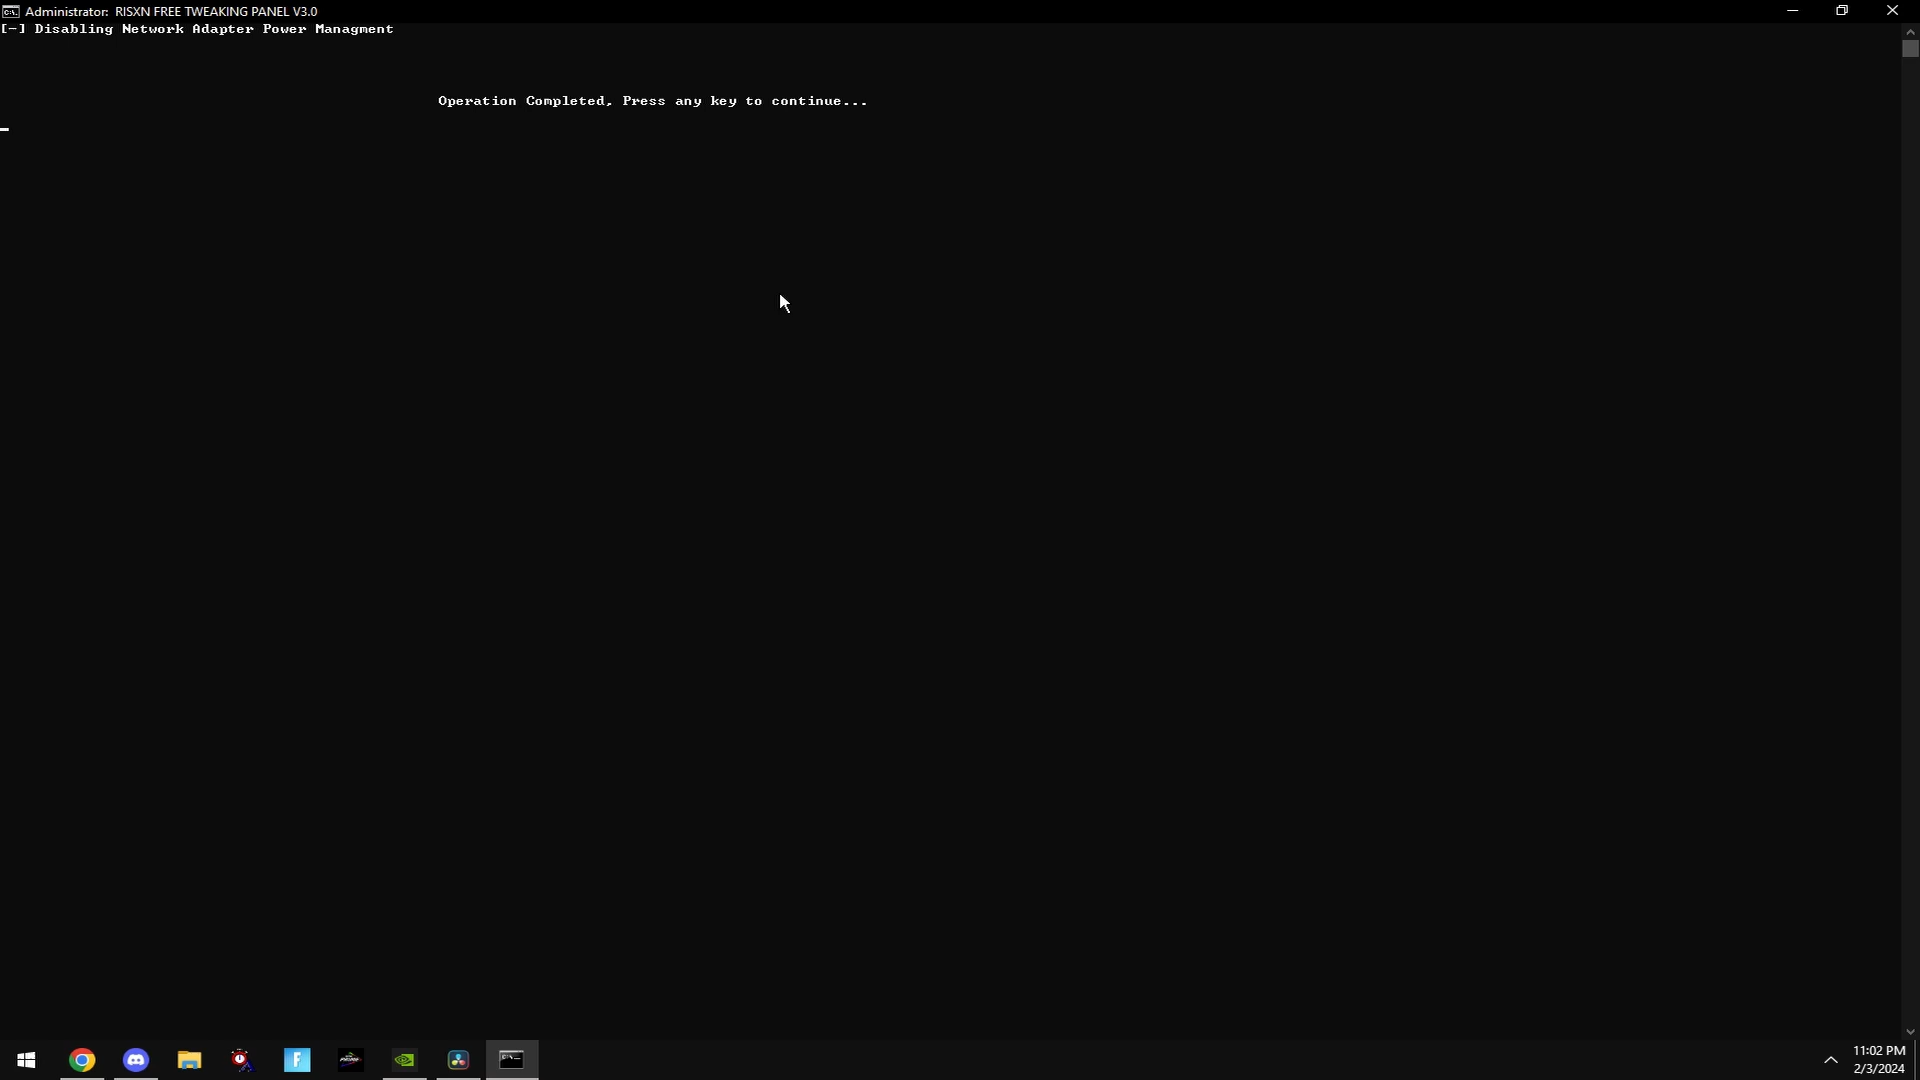 Administrator: RISXN FREE TWEAKING PANEL V3.0
[-] Disabling Network Adapter Power Managment
Operation Completed, Press any key to continue...
11:02 PM
2/3/2024